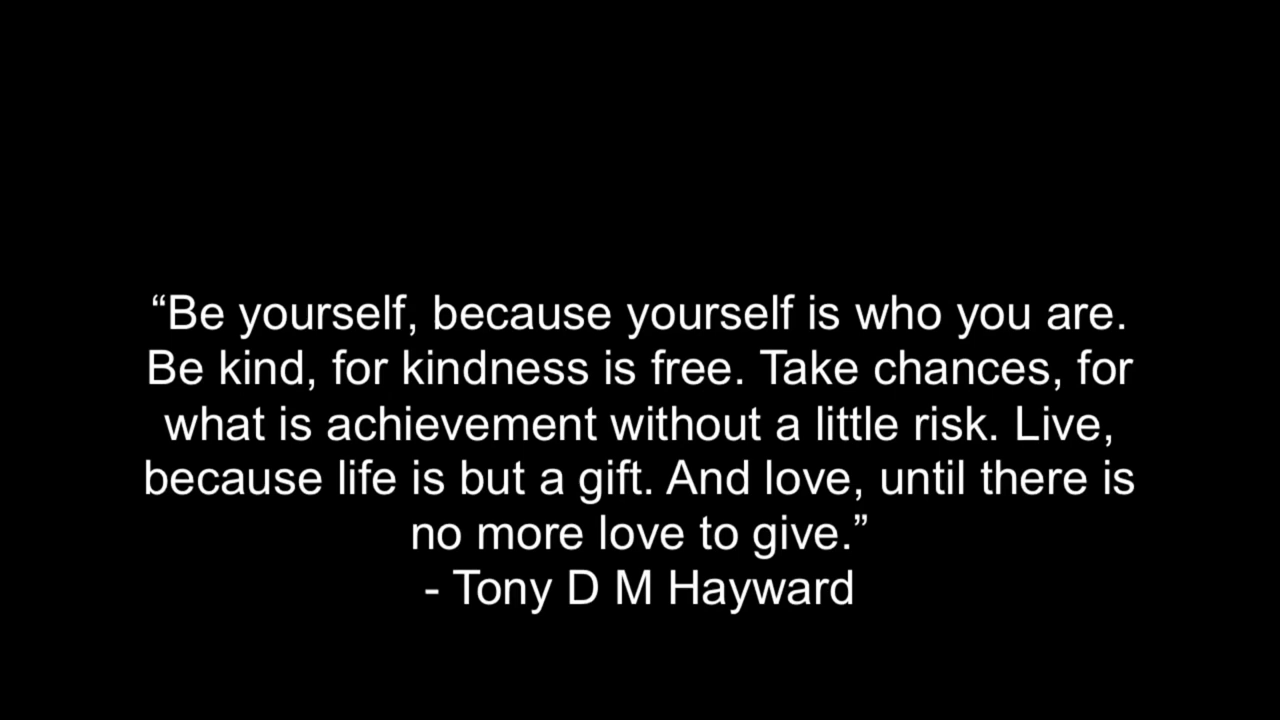 “Be yourself, because yourself is who you are.
Be kind, for kindness is free. Take chances, for
what is achievement without a little risk. Live,
because life is but a gift. And love, until there is
no more love to give.”
- Tony D M Hayward